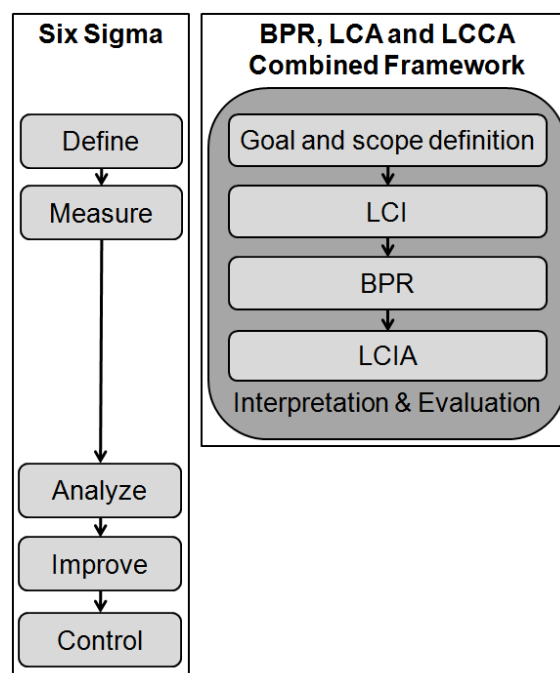 Six Sigma
Define
Measure
Analyze
Improve
Control
BPR, LCA and LCCA
Combined Framework
Goal and scope definition
LCI
BPR
LCIA
Interpretation & Evaluation